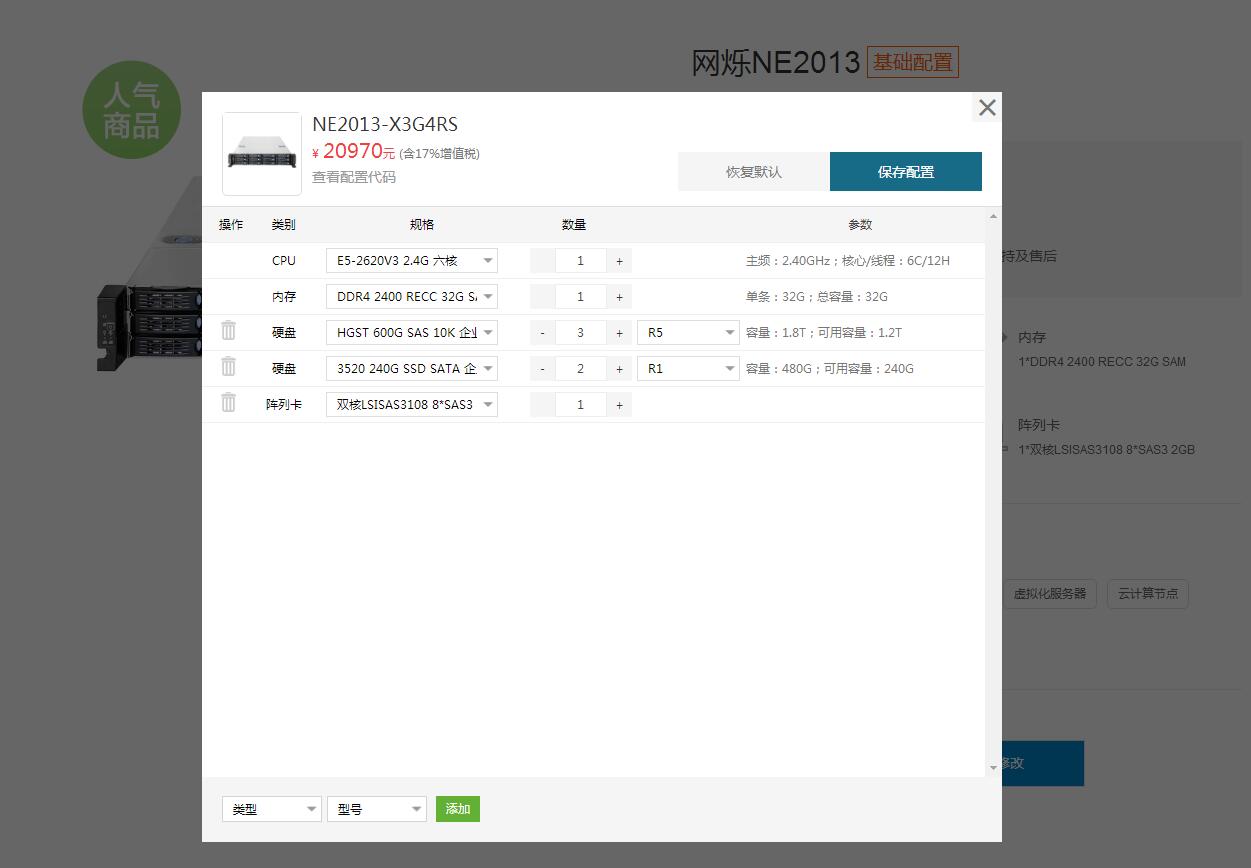 网烁NE2013 基础配置
人气
商品
NE2013-X3G4RS
¥ 20970元 (含17%增值税)
查看配置代码
恢复默认 保存配置
操作 类别 规格 数量 参数
CPU E5-2620V3 2.4G 六核 1 + 主频：2.40GHz；核心/线程：6C/12H
持及售后
内存 DDR4 2400 RECC 32G 1 + 单条：32G；总容量：32G
硬盘 HGST 600G SAS 10K 企业 - 3 + R5 容量：1.8T；可用容量：1.2T
内存
1*DDR4 2400 RECC 32G SAM
硬盘 3520 240G SSD SATA 企 - 2 + R1 容量：480G；可用容量：240G
阵列卡 双核LSISAS3108 8*SAS3 1 +
阵列卡
1*双核LSISAS3108 8*SAS3 2GB
虚拟化服务器 云计算节点
修改
类型 型号 添加